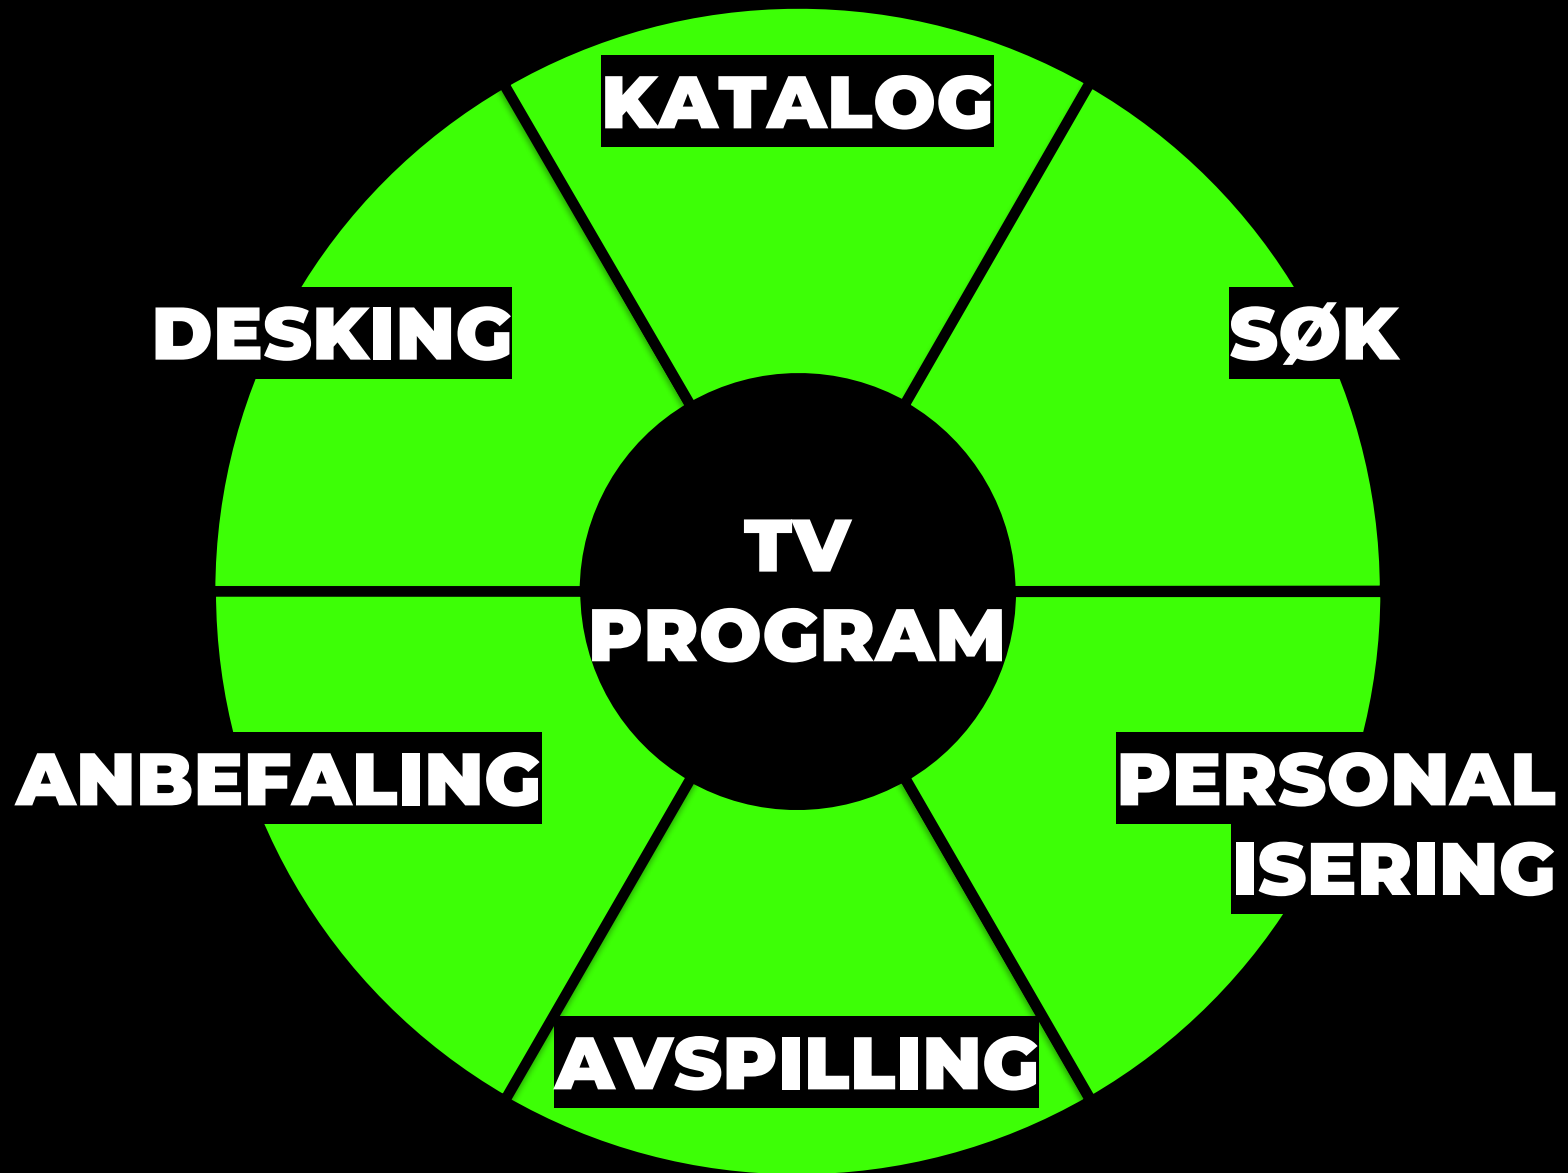 KATALOG
DESKING
SØK
TV
PROGRAM
ANBEFALING
PERSONAL
ISERING
AVSPILLING